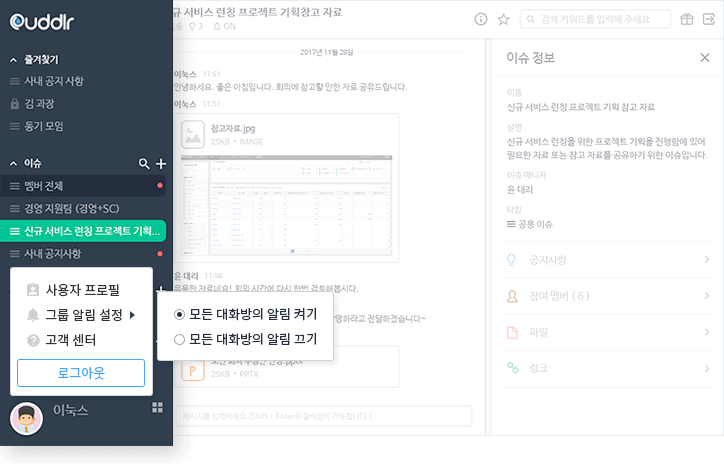 Quddlr
즐겨찾기
사내 공지 사항
김 과장
동기 모임
이슈
멤버 전체
경영 지원팀 (경영+SC)
신규 서비스 런칭 프로젝트 기획...
사내 공지사항
사용자 프로필
그룹 알림 설정
고객 센터
로그아웃
이눅스
모든 대화방의 알림 켜기
모든 대화방의 알림 끄기
규 서비스 런칭 프로젝트 기획참고 자료
6 3 ON
검색 키워드를 입력해 주세요
2017년 11월 28일
이눅스 11:51
안녕하세요. 좋은 아침입니다. 회의에 참고할 만한 자료 공유드립니다.
이눅스 11:51
참고자료.jpg
25KB • IMAGE
윤 대리 11:58
유용한 자료네요! 회의 시간에 다시 한번 검토해봅시다.
영하라고 전달하겠습니다~
.pptx
P
25KB • PPTX
메시지를 입력하세요 (Shift + Enter로 줄바꿈이 가능합니다.)
이슈 정보
이름
신규 서비스 런칭 프로젝트 기획 참고 자료
설명
신규 서비스 런칭을 위한 프로젝트 기획을 진행함에 있어
필요한 자료 또는 참고 자료를 공유하기 위한 이슈입니다.
이슈 매니저
윤 대리
타입
공용 이슈
공지사항
참여 멤버 ( 6 )
파일
링크